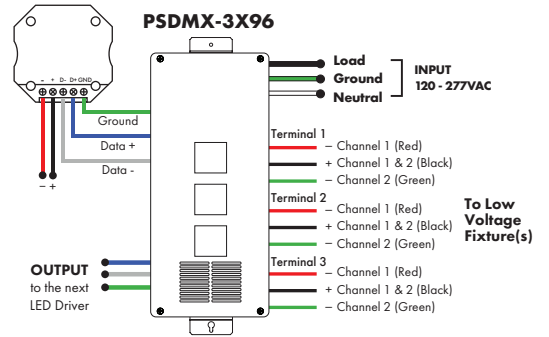 PSDMX-3X96
- + D- D+ GND
Ground
Data +
Data -
– +
OUTPUT
to the next
LED Driver
Load
Ground
Neutral
INPUT
120 - 277VAC
Terminal 1
– Channel 1 (Red)
+ Channel 1 & 2 (Black)
– Channel 2 (Green)
Terminal 2
– Channel 1 (Red)
+ Channel 1 & 2 (Black)
– Channel 2 (Green)
Terminal 3
– Channel 1 (Red)
+ Channel 1 & 2 (Black)
– Channel 2 (Green)
To Low
Voltage
Fixture(s)